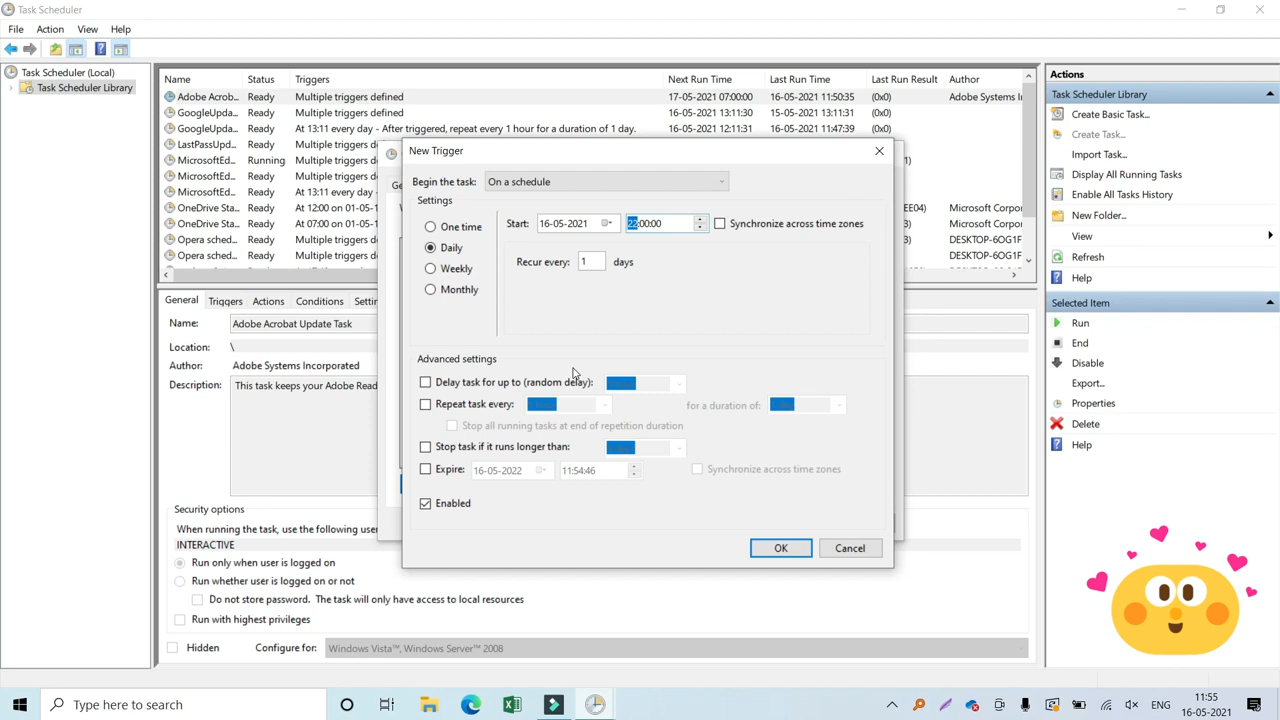 Task Scheduler
File Action View Help
Task Scheduler (Local)
Task Scheduler Library
Name Status Triggers Next Run Time Last Run Time Last Run Result Author
Adobe Acrob... Ready Multiple triggers defined 17-05-2021 07:00:00 16-05-2021 11:50:35 (0x0) Adobe Systems In
GoogleUpda... Ready Multiple triggers defined 16-05-2021 13:11:30 15-05-2021 13:11:30 (0x0)
GoogleUpda... Ready At 13:11 every day - After triggered, repeat every 1 hour for a duration of 1 day. 16-05-2021 12:11:31 16-05-2021 11:47:39 (0x0)
LastPassUpd... Ready
MicrosoftEd... Running
MicrosoftEd... Ready Multiple
MicrosoftEd... Ready At 13:11 e
OneDrive Sta... Ready At 12:00 on 01-05-1 EE04) Microsoft Corpor
OneDrive Sta... Ready At 07:00 on 01-05-1 Microsoft Corpor
Opera sched... Ready Multiple DESKTOP-6OG1F
Opera sched... Ready Multiple DESKTOP-6OG1F
New Trigger
Begin the task: On a schedule
Settings
One time
Daily
Weekly
Monthly
Start: 16-05-2021 22:00:00 Synchronize across time zones
Recur every: 1 days
Advanced settings
Delay task for up to (random delay):
Repeat task every: for a duration of:
Stop all running tasks at end of repetition duration
Stop task if it runs longer than:
Expire: 16-05-2022 11:54:46 Synchronize across time zones
Enabled
OK Cancel
General Triggers Actions Conditions Settin
Name: Adobe Acrobat Update Task
Location: \
Author: Adobe Systems Incorporated
Description: This task keeps your Adobe Read
Security options
When running the task, use the following user
INTERACTIVE
Run only when user is logged on
Run whether user is logged on or not
Do not store password. The task will only have access to local resources
Run with highest privileges
Hidden Configure for: Windows Vista™, Windows Server™ 2008
Actions
Task Scheduler Library
Create Basic Task...
Create Task...
Import Task...
Display All Running Tasks
Enable All Tasks History
New Folder...
View
Refresh
Help
Selected Item
Run
End
Disable
Export...
Properties
Delete
Help
Type here to search
ENG
11:55
16-05-2021